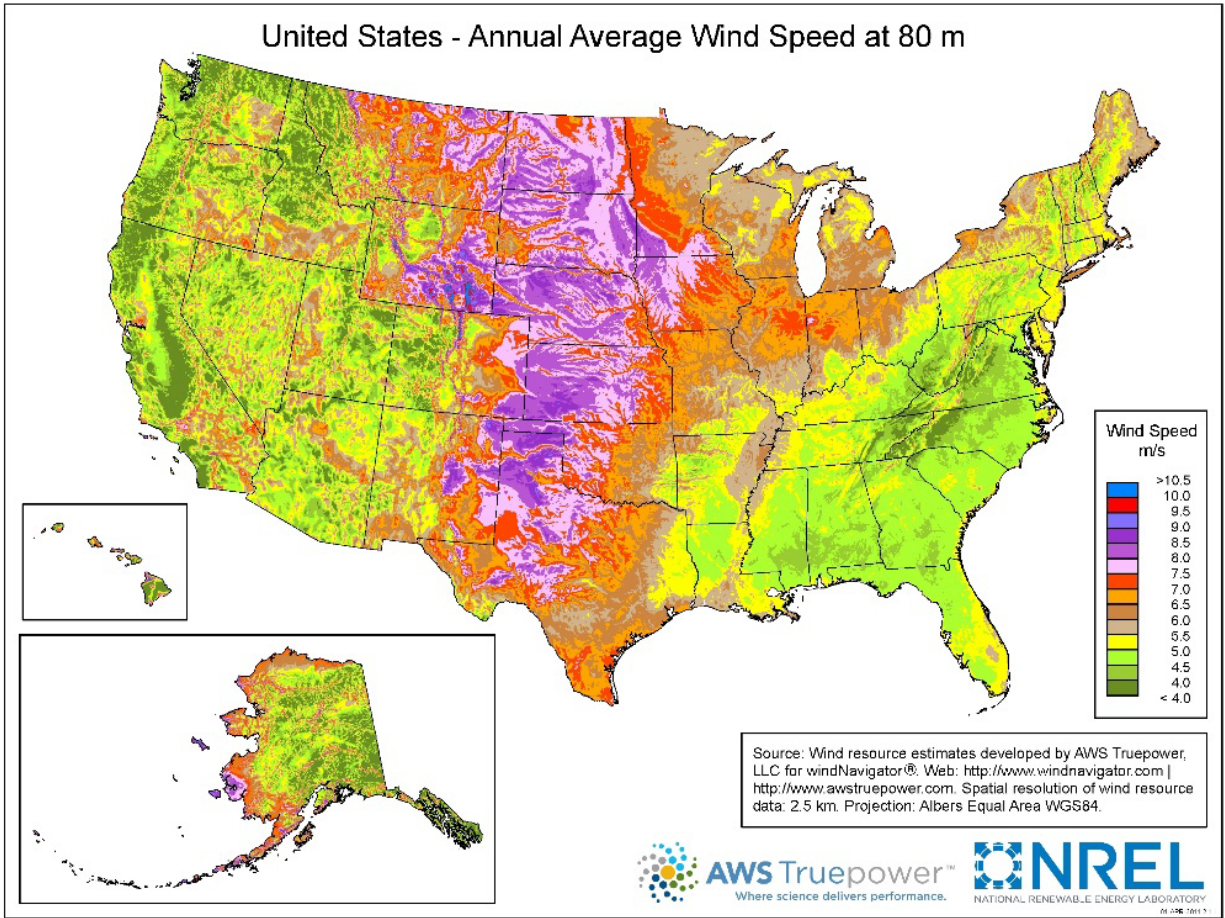 United States - Annual Average Wind Speed at 80 m
Wind Speed
m/s
>10.5
10.0
9.5
9.0
8.5
8.0
7.5
7.0
6.5
6.0
5.5
5.0
4.5
4.0
< 4.0
Source: Wind resource estimates developed by AWS Truepower,
LLC for windNavigator®. Web: http://www.windnavigator.com |
http://www.awstruepower.com. Spatial resolution of wind resource
data: 2.5 km. Projection: Albers Equal Area WGS84.
AWS Truepower™
Where science delivers performance.
NREL
NATIONAL RENEWABLE ENERGY LABORATORY
01-APR-2011